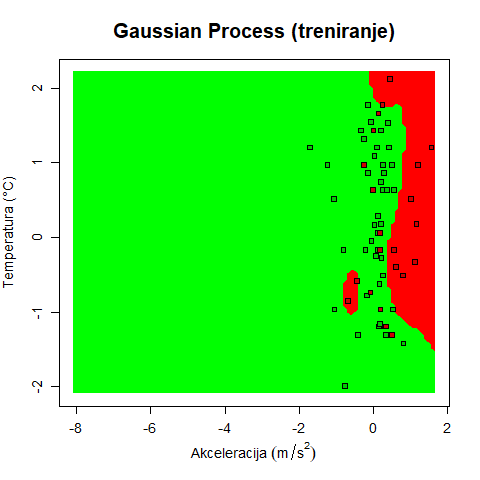 Gaussian Process (treniranje)
Temperatura (°C)
2
1
0
-1
-2
-8 -6 -4 -2 0 2
Akceleracija (m/s²)